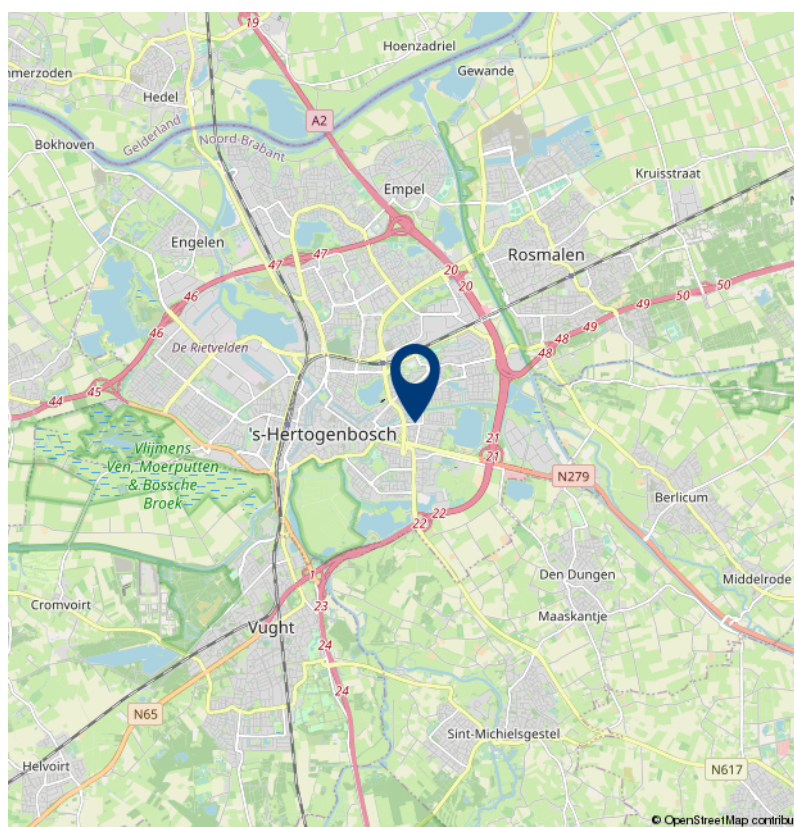 19
Hoenzadriel
mmerzoden
Gewande
Hedel
A2
Gelderland
Noord-Brabant
Bokhoven
Kruisstraat
Empel
N
Engelen
Rosmalen
47
47
20
20
46
50
50
49
49
46
48
48
De Rietvelden
45
44
's-Hertogenbosch
21
21
Vlijmens
Ven, Moerputten
& Bossche
Broek
N279
Berlicum
22
22
1
Den Dungen
Middelrode
Cromvoirt
23
Maaskantje
Vught
24
24
N65
Sint-Michielsgestel
Helvoirt
N617
© OpenStreetMap contribu